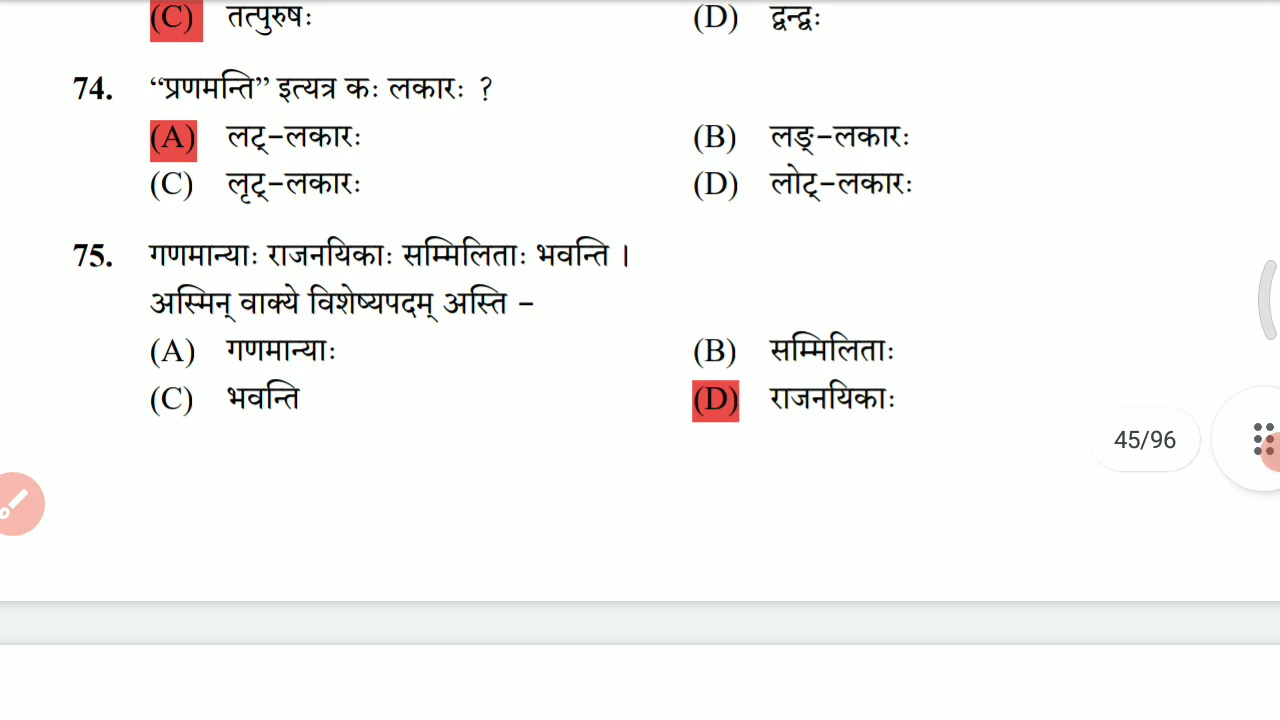 (C) तत्पुरुषः (D) द्वन्द्वः
74. “प्रणमन्ति” इत्यत्र कः लकारः ?
(A) लट्-लकारः (B) लङ्-लकारः
(C) लृट्-लकारः (D) लोट्-लकारः
75. गणमान्याः राजनयिकाः सम्मिलिताः भवन्ति ।
अस्मिन् वाक्ये विशेष्यपदम् अस्ति –
(A) गणमान्याः (B) सम्मिलिताः
(C) भवन्ति (D) राजनयिकाः
45/96